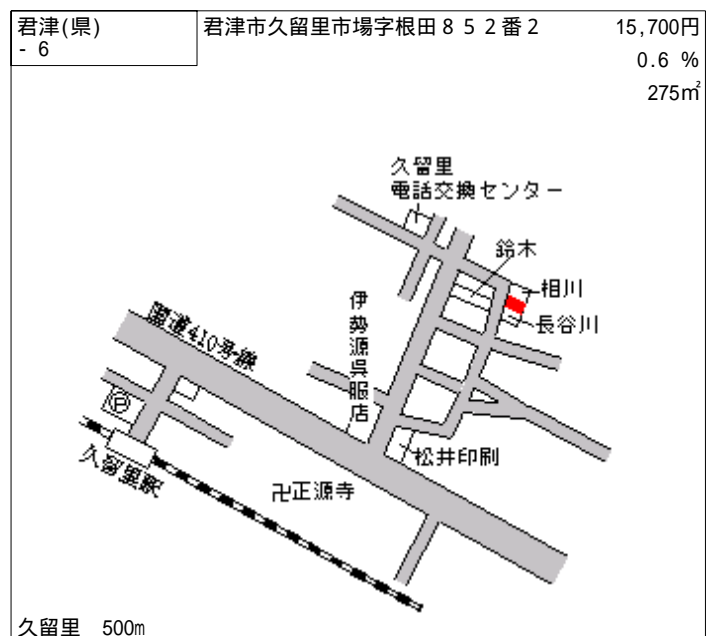 君津(県)
- 6
君津市久留里市場字根田８５２番２
15,700円
0.6 %
275㎡
久留里
電話交換センター
鈴木
相川
長谷川
伊勢源呉服店
国道410号線
Ⓟ
久留里駅
松井印刷
卍正源寺
久留里 500m